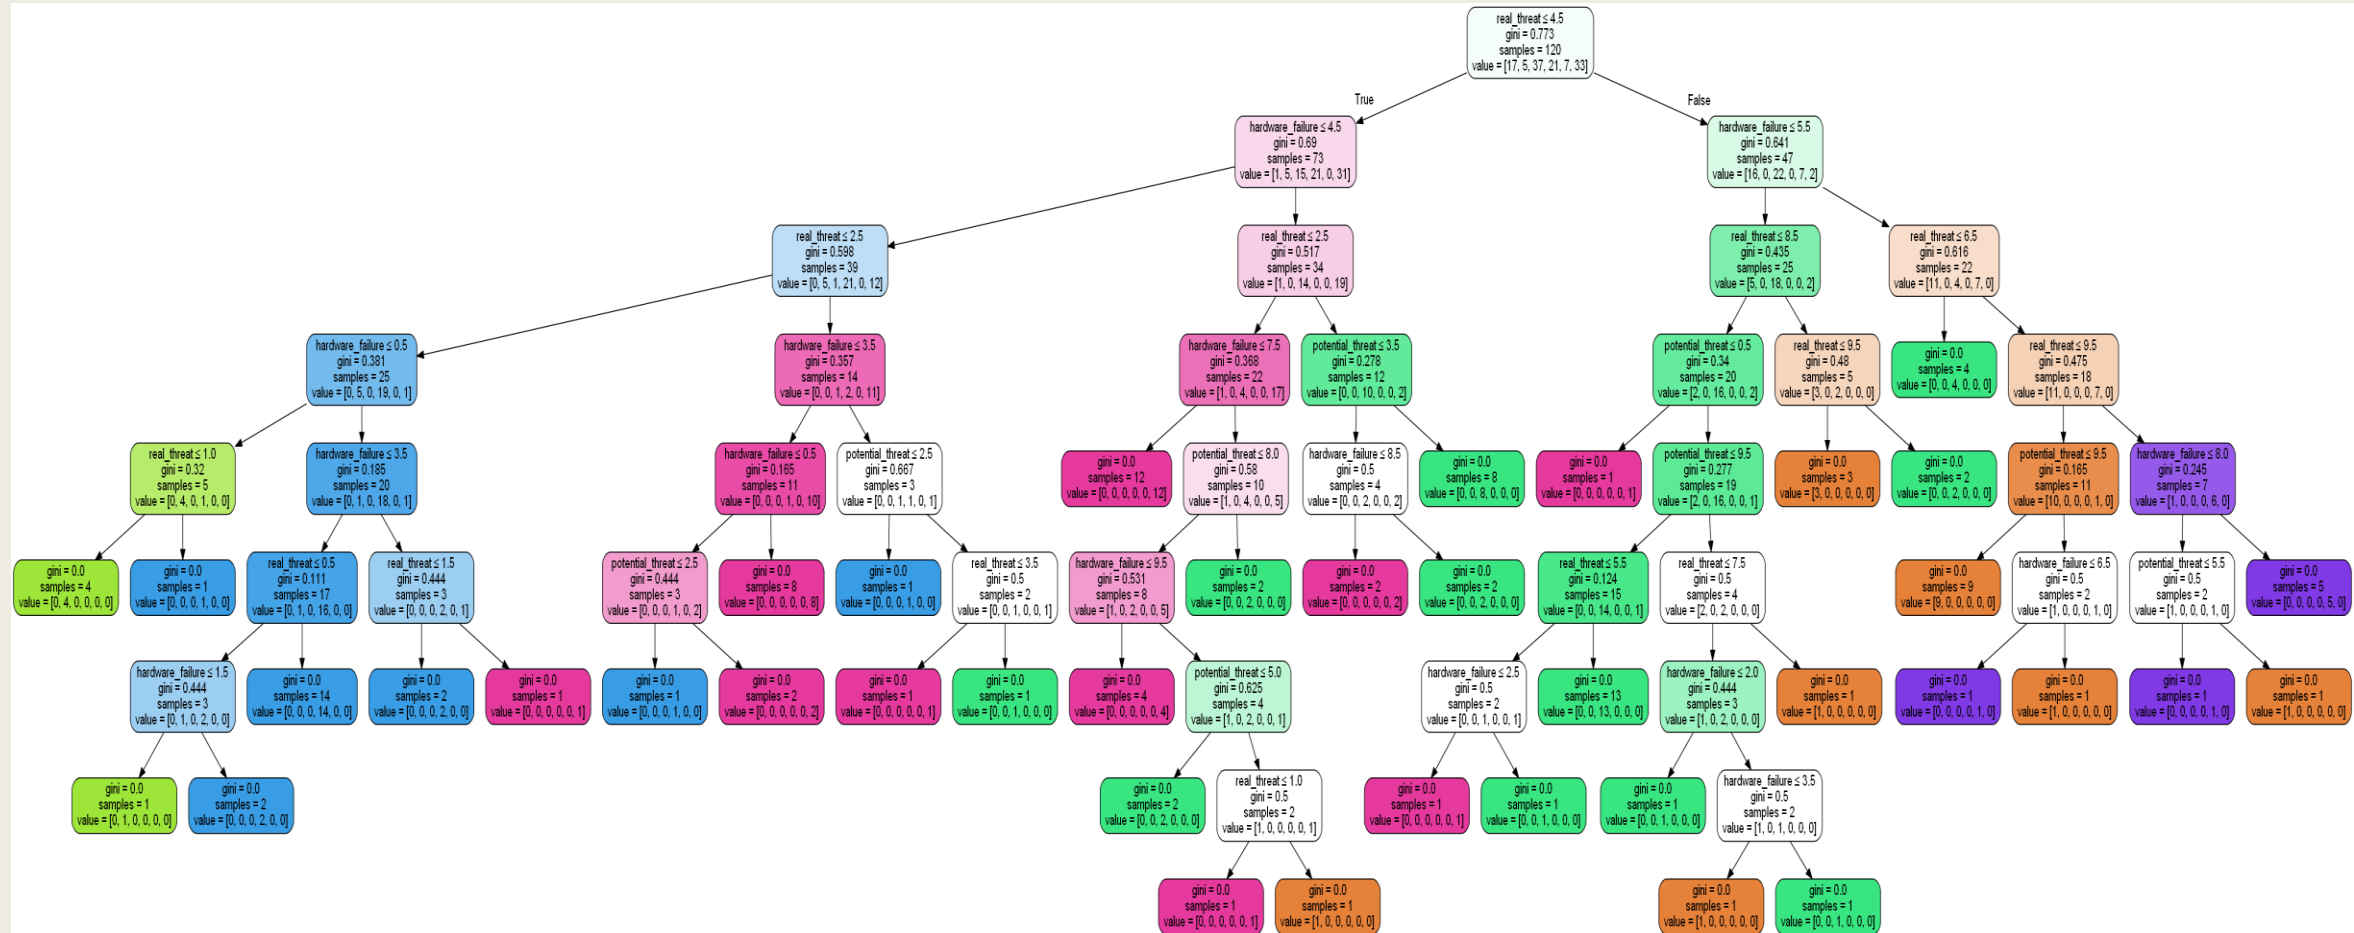 real_threat ≤ 4.5
gini = 0.773
samples = 120
value = [17, 5, 37, 21, 7, 33]
True
False
hardware_failure ≤ 4.5
gini = 0.69
samples = 73
value = [1, 5, 15, 21, 0, 31]
hardware_failure ≤ 5.5
gini = 0.641
samples = 47
value = [16, 0, 22, 0, 7, 2]
real_threat ≤ 2.5
gini = 0.598
samples = 39
value = [0, 5, 1, 21, 0, 12]
real_threat ≤ 2.5
gini = 0.517
samples = 34
value = [1, 0, 14, 0, 0, 19]
real_threat ≤ 8.5
gini = 0.435
samples = 25
value = [5, 0, 18, 0, 0, 2]
real_threat ≤ 6.5
gini = 0.616
samples = 22
value = [11, 0, 4, 0, 7, 0]
hardware_failure ≤ 0.5
gini = 0.381
samples = 25
value = [0, 5, 0, 19, 0, 1]
hardware_failure ≤ 3.5
gini = 0.357
samples = 14
value = [0, 0, 1, 2, 0, 11]
hardware_failure ≤ 7.5
gini = 0.368
samples = 22
value = [1, 0, 4, 0, 0, 17]
potential_threat ≤ 3.5
gini = 0.278
samples = 12
value = [0, 0, 10, 0, 0, 2]
potential_threat ≤ 0.5
gini = 0.34
samples = 20
value = [2, 0, 16, 0, 0, 2]
real_threat ≤ 9.5
gini = 0.48
samples = 5
value = [3, 0, 2, 0, 0, 0]
gini = 0.0
samples = 4
value = [0, 0, 4, 0, 0, 0]
real_threat ≤ 9.5
gini = 0.475
samples = 18
value = [11, 0, 0, 0, 7, 0]
real_threat ≤ 1.0
gini = 0.32
samples = 5
value = [0, 4, 0, 1, 0, 0]
hardware_failure ≤ 3.5
gini = 0.185
samples = 20
value = [0, 1, 0, 18, 0, 1]
hardware_failure ≤ 0.5
gini = 0.165
samples = 11
value = [0, 0, 0, 1, 0, 10]
potential_threat ≤ 2.5
gini = 0.667
samples = 3
value = [0, 0, 1, 1, 0, 1]
gini = 0.0
samples = 12
value = [0, 0, 0, 0, 0, 12]
potential_threat ≤ 8.0
gini = 0.58
samples = 10
value = [1, 0, 4, 0, 0, 5]
hardware_failure ≤ 8.5
gini = 0.5
samples = 4
value = [0, 0, 2, 0, 0, 2]
gini = 0.0
samples = 8
value = [0, 0, 8, 0, 0, 0]
gini = 0.0
samples = 1
value = [0, 0, 0, 0, 0, 1]
potential_threat ≤ 9.5
gini = 0.277
samples = 19
value = [2, 0, 16, 0, 0, 1]
gini = 0.0
samples = 3
value = [3, 0, 0, 0, 0, 0]
gini = 0.0
samples = 2
value = [0, 0, 2, 0, 0, 0]
potential_threat ≤ 9.5
gini = 0.165
samples = 11
value = [10, 0, 0, 0, 1, 0]
hardware_failure ≤ 8.0
gini = 0.245
samples = 7
value = [1, 0, 0, 0, 6, 0]
gini = 0.0
samples = 4
value = [0, 4, 0, 0, 0, 0]
gini = 0.0
samples = 1
value = [0, 0, 0, 1, 0, 0]
real_threat ≤ 0.5
gini = 0.111
samples = 17
value = [0, 1, 0, 16, 0, 0]
real_threat ≤ 1.5
gini = 0.444
samples = 3
value = [0, 0, 0, 2, 0, 1]
potential_threat ≤ 2.5
gini = 0.444
samples = 3
value = [0, 0, 0, 1, 0, 2]
gini = 0.0
samples = 8
value = [0, 0, 0, 0, 0, 8]
gini = 0.0
samples = 1
value = [0, 0, 0, 1, 0, 0]
real_threat ≤ 3.5
gini = 0.5
samples = 2
value = [0, 0, 1, 0, 0, 1]
hardware_failure ≤ 9.5
gini = 0.531
samples = 8
value = [1, 0, 2, 0, 0, 5]
gini = 0.0
samples = 2
value = [0, 0, 2, 0, 0, 0]
gini = 0.0
samples = 2
value = [0, 0, 0, 0, 0, 2]
gini = 0.0
samples = 2
value = [0, 0, 2, 0, 0, 0]
real_threat ≤ 5.5
gini = 0.124
samples = 15
value = [0, 0, 14, 0, 0, 1]
real_threat ≤ 7.5
gini = 0.5
samples = 4
value = [2, 0, 2, 0, 0, 0]
gini = 0.0
samples = 9
value = [9, 0, 0, 0, 0, 0]
hardware_failure ≤ 6.5
gini = 0.5
samples = 2
value = [1, 0, 0, 0, 1, 0]
potential_threat ≤ 5.5
gini = 0.5
samples = 2
value = [1, 0, 0, 0, 1, 0]
gini = 0.0
samples = 5
value = [0, 0, 0, 0, 5, 0]
hardware_failure ≤ 1.5
gini = 0.444
samples = 3
value = [0, 1, 0, 2, 0, 0]
gini = 0.0
samples = 14
value = [0, 0, 0, 14, 0, 0]
gini = 0.0
samples = 2
value = [0, 0, 0, 2, 0, 0]
gini = 0.0
samples = 1
value = [0, 0, 0, 0, 0, 1]
gini = 0.0
samples = 1
value = [0, 0, 0, 1, 0, 0]
gini = 0.0
samples = 2
value = [0, 0, 0, 0, 0, 2]
gini = 0.0
samples = 1
value = [0, 0, 0, 0, 0, 1]
gini = 0.0
samples = 1
value = [0, 0, 1, 0, 0, 0]
gini = 0.0
samples = 4
value = [0, 0, 0, 0, 0, 4]
potential_threat ≤ 5.0
gini = 0.625
samples = 4
value = [1, 0, 2, 0, 0, 1]
hardware_failure ≤ 2.5
gini = 0.5
samples = 2
value = [0, 0, 1, 0, 0, 1]
gini = 0.0
samples = 13
value = [0, 0, 13, 0, 0, 0]
hardware_failure ≤ 2.0
gini = 0.444
samples = 3
value = [1, 0, 2, 0, 0, 0]
gini = 0.0
samples = 1
value = [1, 0, 0, 0, 0, 0]
gini = 0.0
samples = 1
value = [0, 0, 0, 0, 1, 0]
gini = 0.0
samples = 1
value = [1, 0, 0, 0, 0, 0]
gini = 0.0
samples = 1
value = [0, 0, 0, 0, 1, 0]
gini = 0.0
samples = 1
value = [1, 0, 0, 0, 0, 0]
gini = 0.0
samples = 1
value = [0, 1, 0, 0, 0, 0]
gini = 0.0
samples = 2
value = [0, 0, 0, 2, 0, 0]
gini = 0.0
samples = 2
value = [0, 0, 2, 0, 0, 0]
real_threat ≤ 1.0
gini = 0.5
samples = 2
value = [1, 0, 0, 0, 0, 1]
gini = 0.0
samples = 1
value = [0, 0, 0, 0, 0, 1]
gini = 0.0
samples = 1
value = [0, 0, 1, 0, 0, 0]
gini = 0.0
samples = 1
value = [0, 0, 1, 0, 0, 0]
hardware_failure ≤ 3.5
gini = 0.5
samples = 2
value = [1, 0, 1, 0, 0, 0]
gini = 0.0
samples = 1
value = [0, 0, 0, 0, 0, 1]
gini = 0.0
samples = 1
value = [1, 0, 0, 0, 0, 0]
gini = 0.0
samples = 1
value = [1, 0, 0, 0, 0, 0]
gini = 0.0
samples = 1
value = [0, 0, 1, 0, 0, 0]